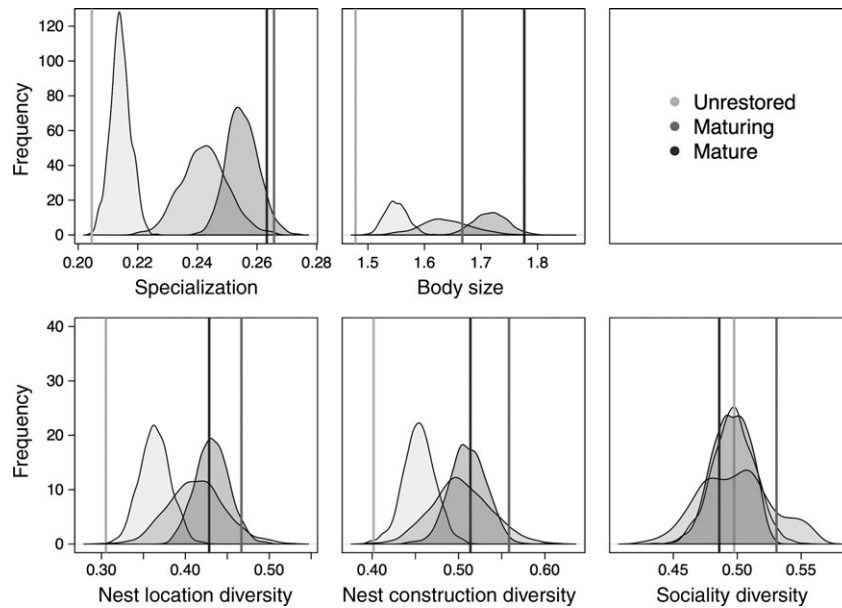 Frequency
120
100
80
60
40
20
0
0.20 0.22 0.24 0.26 0.28
Specialization
1.5 1.6 1.7 1.8
Body size
Unrestored
Maturing
Mature
Frequency
40
30
20
10
0
0.30 0.40 0.50
Nest location diversity
0.40 0.50 0.60
Nest construction diversity
0.45 0.50 0.55
Sociality diversity